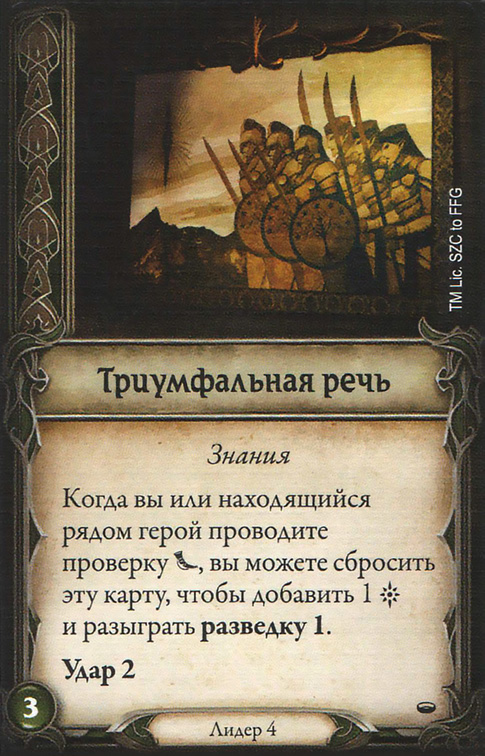 TM Lic. SZC to FFG
Триумфальная речь
Знания
Когда вы или находящийся
рядом герой проводите
проверку , вы можете сбросить
эту карту, чтобы добавить 1
и разыграть разведку 1.
Удар 2
3
Лидер 4